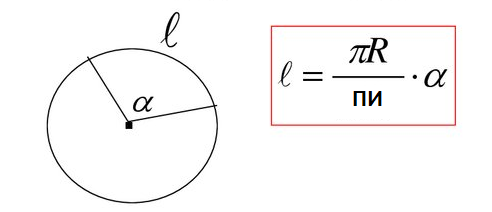 ℓ
α
ℓ = πR / пи · α